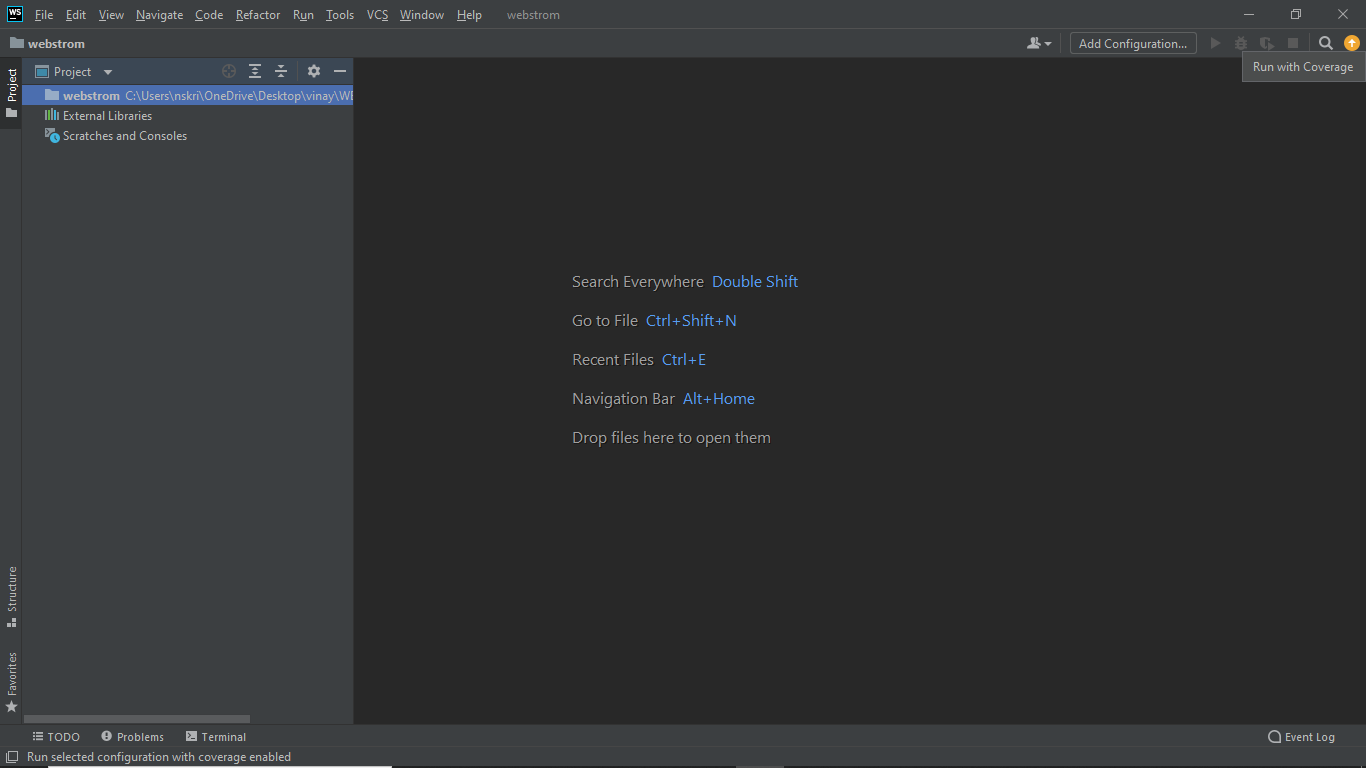 WS File Edit View Navigate Code Refactor Run Tools VCS Window Help webstrom
webstrom Add Configuration...
Run with Coverage
Project
Project
webstrom C:\Users\nskri\OneDrive\Desktop\vinay\WE
External Libraries
Scratches and Consoles
Search Everywhere Double Shift
Go to File Ctrl+Shift+N
Recent Files Ctrl+E
Navigation Bar Alt+Home
Drop files here to open them
Structure
Favorites
TODO Problems Terminal Event Log
Run selected configuration with coverage enabled